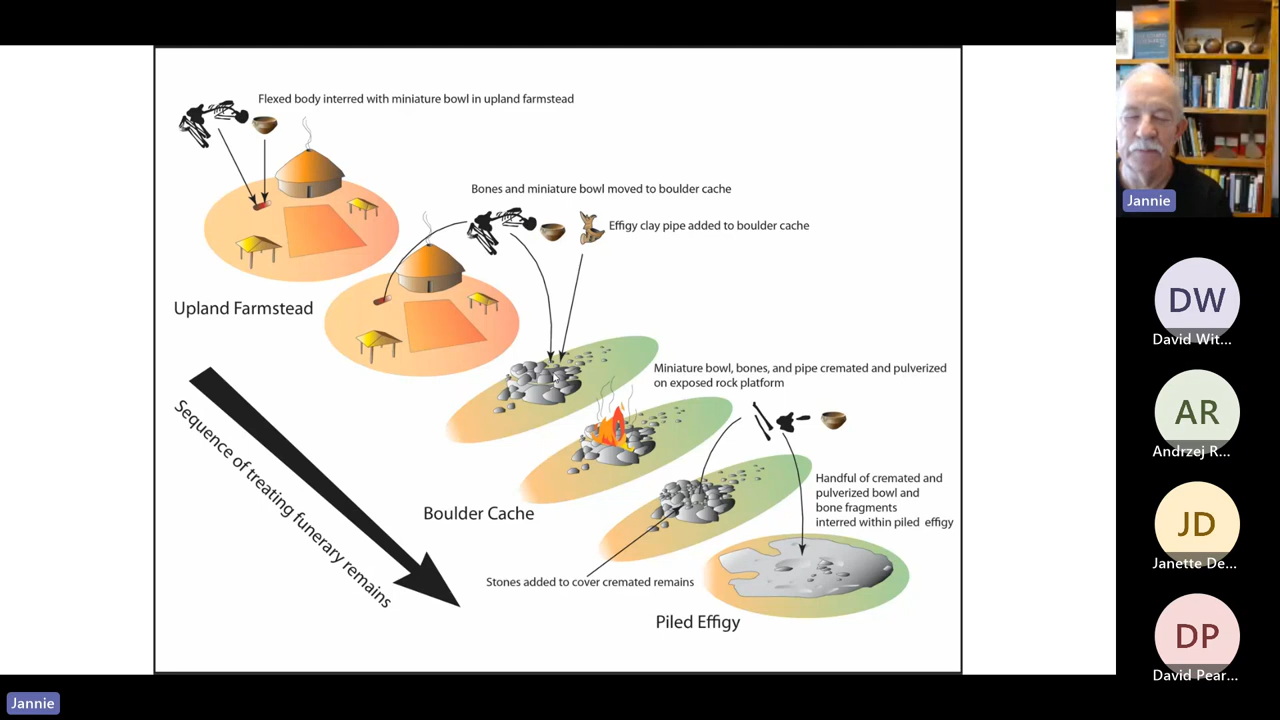 Flexed body interred with miniature bowl in upland farmstead
Bones and miniature bowl moved to boulder cache
Effigy clay pipe added to boulder cache
Upland Farmstead
Miniature bowl, bones, and pipe cremated and pulverized
on exposed rock platform
Sequence of treating funerary remains
Handful of cremated and
pulverized bowl and
bone fragments
interred within piled effigy
Boulder Cache
Stones added to cover cremated remains
Piled Effigy
Jannie
DW
David Wit...
AR
Andrzej R...
JD
Janette De...
DP
David Pear...
Jannie